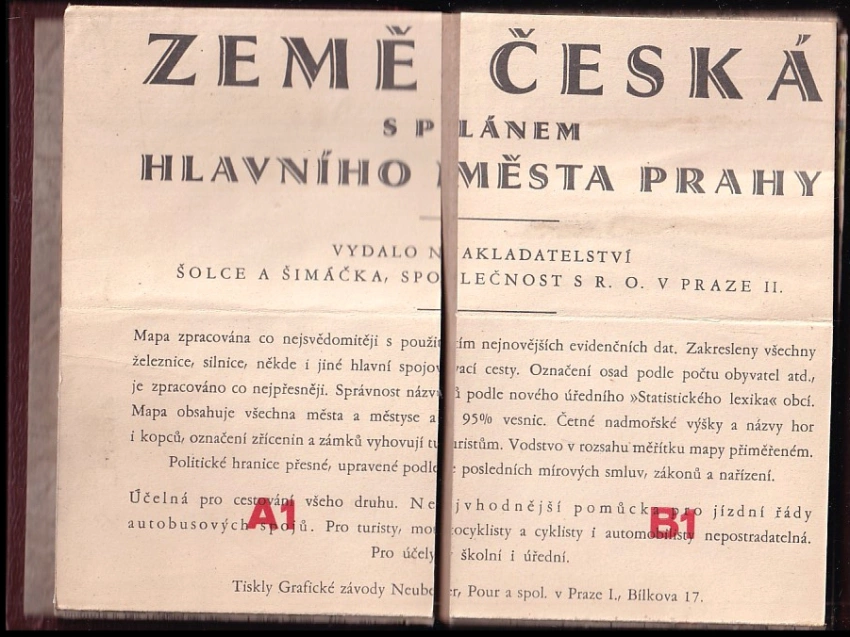 ZEMĚ ČESKÁ
S PLÁNEM
HLAVNÍHO MĚSTA PRAHY
VYDALO NAKLADATELSTVÍ
ŠOLCE A ŠIMÁČKA, SPOLEČNOST S R. O. V PRAZE II.
Mapa zpracována co nejsvědomitěji s použitím nejnovějších evidenčních dat. Zakresleny všechny
železnice, silnice, někde i jiné hlavní spojovací cesty. Označení osad podle počtu obyvatel atd.,
je zpracováno co nejpřesněji. Správnost názvů podle nového úředního »Statistického lexika« obcí.
Mapa obsahuje všechna města a městyse a 95% vesnic. Četné nadmořské výšky a názvy hor
i kopců, označení zřícenin a zámků vyhovují turistům. Vodstvo v rozsahu měřítku mapy přiměřeném.
Politické hranice přesné, upravené podle posledních mírových smluv, zákonů a nařízení.
Účelná pro cestování všeho druhu. Nejvhodnější pomůcka pro jízdní řády
autobusových spojů. Pro turisty, motocyklisty a cyklisty i automobilisty nepostradatelná.
Pro účely školní i úřední.
A1
B1
Tiskly Grafické závody Neubert, Pour a spol. v Praze I., Bílkova 17.